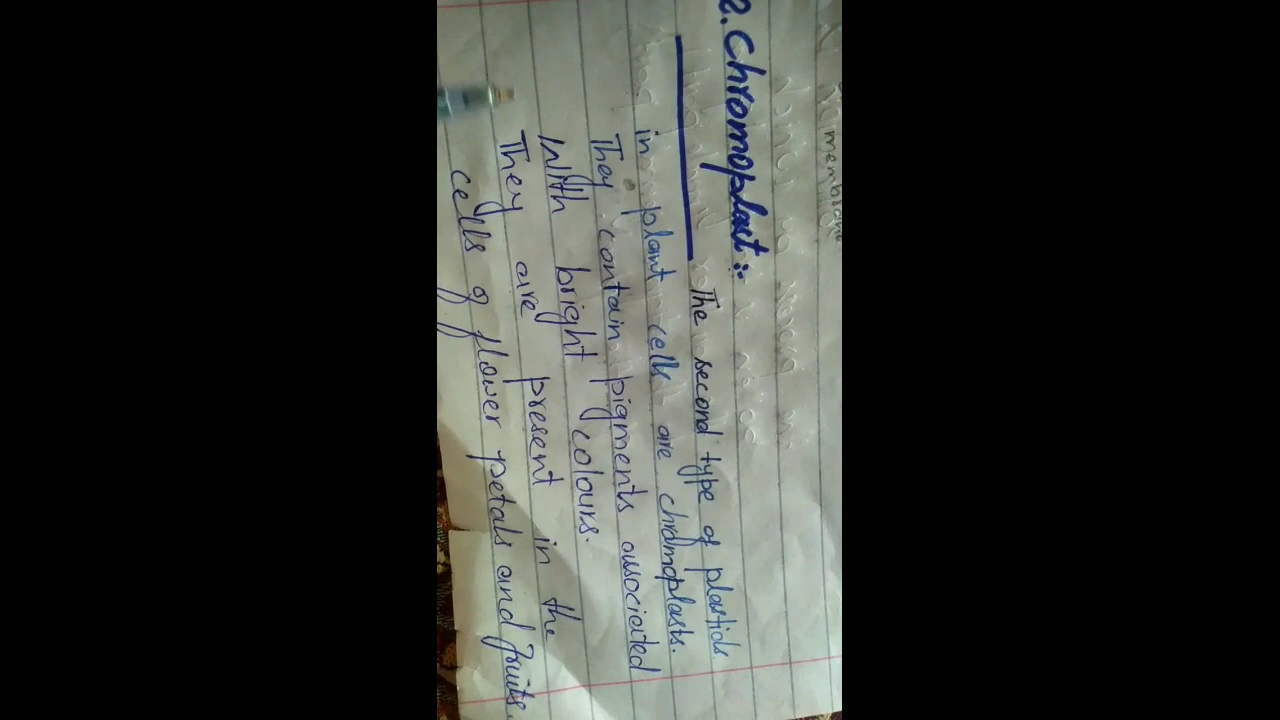 membrane
2. Chromoplast:-
The second type of plastids
in plant cells are chromoplasts.
They contain pigments associated
with bright colours.
They are present in the
cells of flower petals and fruits.